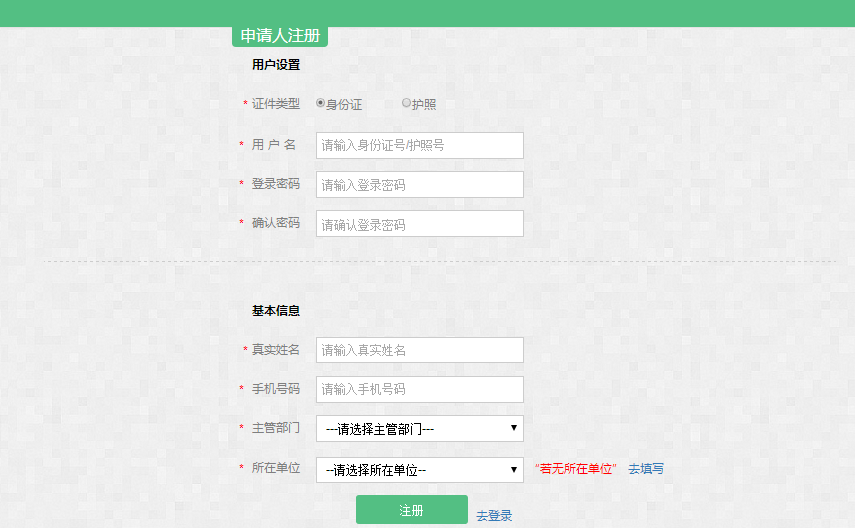 申请人注册
用户设置
* 证件类型 身份证 护照
* 用 户 名 请输入身份证号/护照号
* 登录密码 请输入登录密码
* 确认密码 请确认登录密码
基本信息
* 真实姓名 请输入真实姓名
* 手机号码 请输入手机号码
* 主管部门 ---请选择主管部门---
* 所在单位 --请选择所在单位-- “若无所在单位” 去填写
注册 去登录